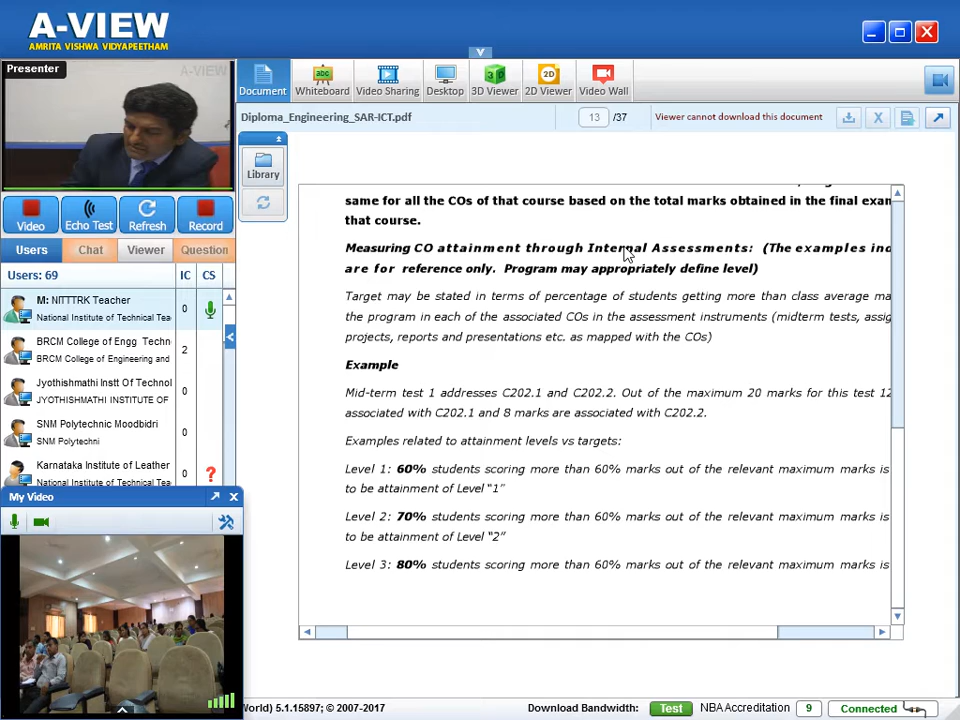 A-VIEW
AMRITA VISHWA VIDYAPEETHAM
Presenter
A-VIEW
Document
Whiteboard
Video Sharing
Desktop
3D Viewer
2D Viewer
Video Wall
Diploma_Engineering_SAR-ICT.pdf
13 /37
Viewer cannot download this document
Library
Video
Echo Test
Refresh
Record
Users
Chat
Viewer
Question
Users: 69
IC
CS
M: NITTTRK Teacher
National Institute of Technical Tea
0
BRCM College of Engg Techn
BRCM College of Engineering and
2
Jyothishmathi Instt Of Technol
JYOTHISHMATHI INSTITUTE OF
0
SNM Polytechnic Moodbidri
SNM Polytechni
0
Karnataka Institute of Leather
National Institute of Technical Tea
0
?
My Video
same for all the COs of that course based on the total marks obtained in the final exam
that course.
Measuring CO attainment through Internal Assessments: (The examples ind
are for reference only. Program may appropriately define level)
Target may be stated in terms of percentage of students getting more than class average ma
the program in each of the associated COs in the assessment instruments (midterm tests, assig
projects, reports and presentations etc. as mapped with the COs)
Example
Mid-term test 1 addresses C202.1 and C202.2. Out of the maximum 20 marks for this test 12
associated with C202.1 and 8 marks are associated with C202.2.
Examples related to attainment levels vs targets:
Level 1: 60% students scoring more than 60% marks out of the relevant maximum marks is
to be attainment of Level "1"
Level 2: 70% students scoring more than 60% marks out of the relevant maximum marks is
to be attainment of Level "2"
Level 3: 80% students scoring more than 60% marks out of the relevant maximum marks is
World) 5.1.15897; © 2007-2017
Download Bandwidth:
Test
NBA Accreditation
9
Connected